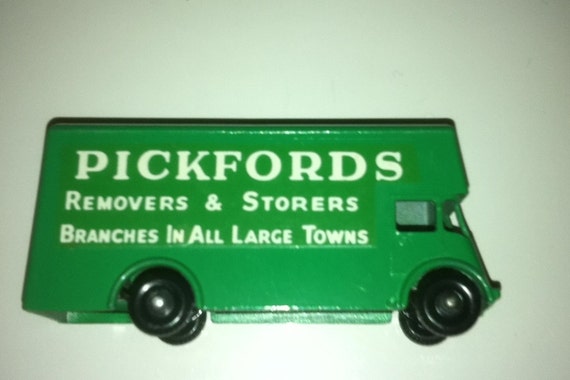 PICKFORDS
REMOVERS & STORERS
BRANCHES IN ALL LARGE TOWNS